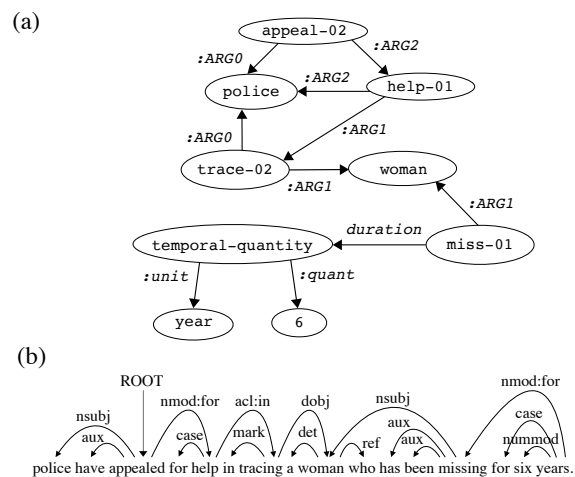 (a)
appeal-02
:ARG0
:ARG2
police
:ARG2
help-01
:ARG0
:ARG1
trace-02
:ARG1
woman
:ARG1
temporal-quantity
duration
miss-01
:unit
:quant
year
6
(b)
ROOT
nsubj
aux
nmod:for
case
acl:in
mark
dobj
det
ref
nsubj
aux
aux
nmod:for
case
nummod
police have appealed for help in tracing a woman who has been missing for six years.